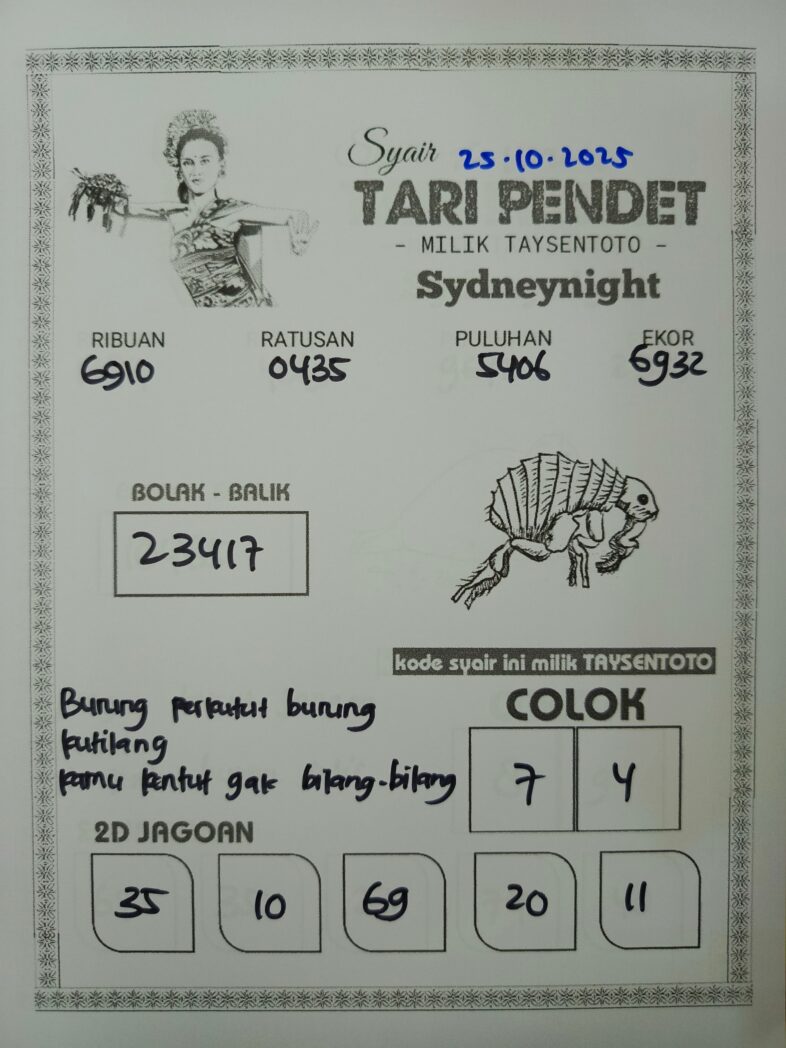 Syair 25.10.2025
TARI PENDET
- MILIK TAYSENTOTO -
Sydneynight
RIBUAN RATUSAN PULUHAN EKOR
6910 0435 5406 6932
BOLAK - BALIK
23417
kode syair ini milik TAYSENTOTO
Burung perkutut burung
kutilang
kamu kentut gak bilang-bilang
COLOK
7 4
2D JAGOAN
35 10 69 20 11